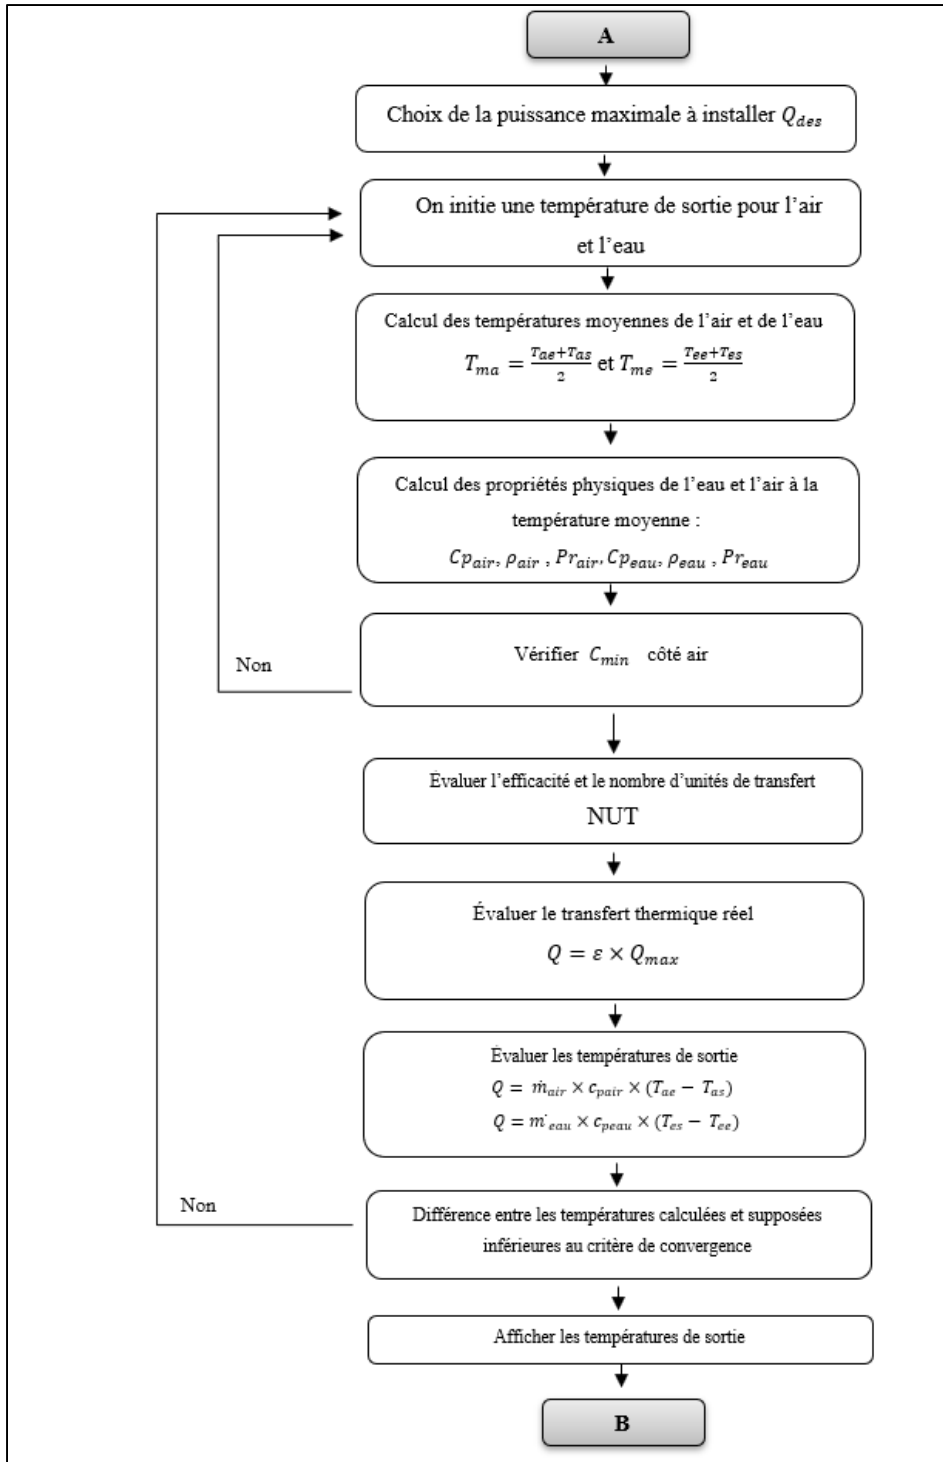 A
Choix de la puissance maximale à installer Q_des
On initie une température de sortie pour l'air
et l'eau
Calcul des températures moyennes de l'air et de l'eau
T_ma = (T_ae+T_as)/2 et T_me = (T_ee+T_es)/2
Calcul des propriétés physiques de l'eau et l'air à la
température moyenne :
Cp_air, ρ_air , Pr_air, Cp_eau, ρ_eau , Pr_eau
Vérifier C_min côté air
Non
Évaluer l'efficacité et le nombre d'unités de transfert
NUT
Évaluer le transfert thermique réel
Q = ε × Q_max
Évaluer les températures de sortie
Q = ṁ_air × c_pair × (T_ae − T_as)
Q = m˙_eau × c_peau × (T_es − T_ee)
Non
Différence entre les températures calculées et supposées
inférieures au critère de convergence
Afficher les températures de sortie
B